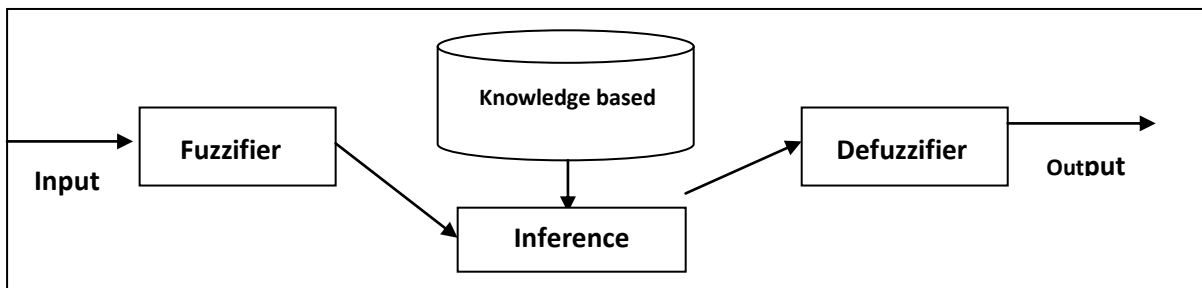 Knowledge based
Fuzzifier
Defuzzifier
Input
Output
Inference